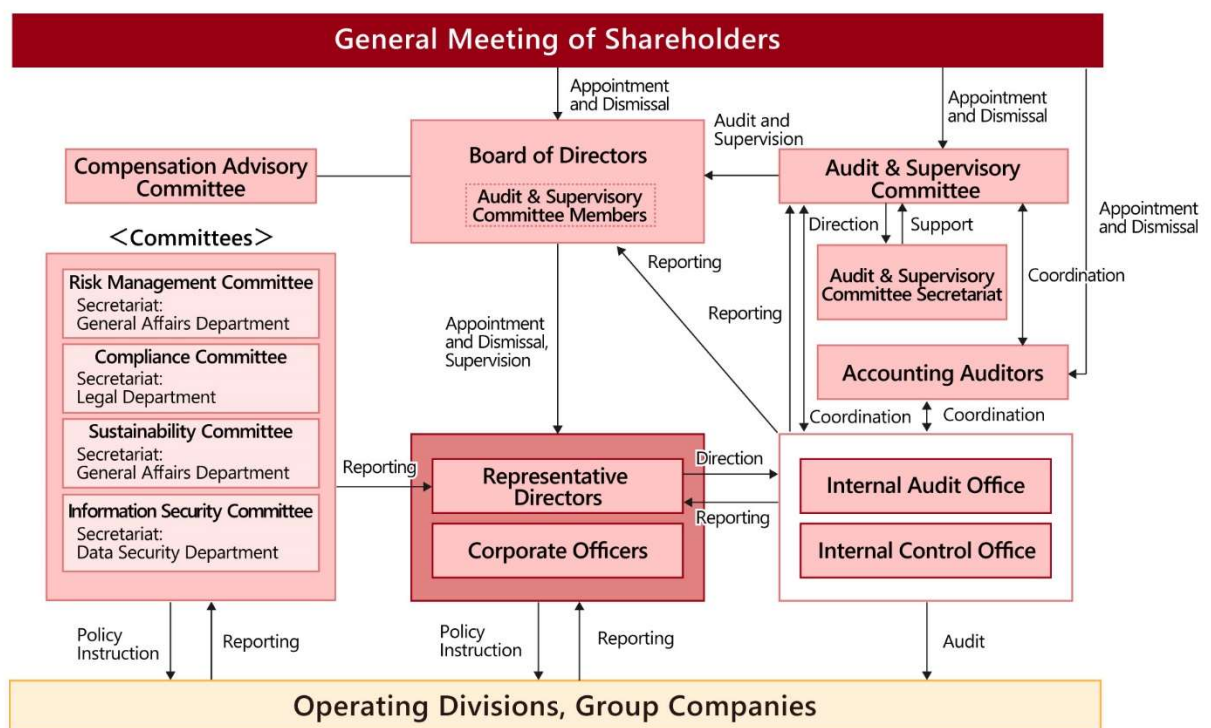 General Meeting of Shareholders
Appointment
and Dismissal
Appointment
and Dismissal
Appointment
and Dismissal
Compensation Advisory
Committee
Board of Directors
Audit & Supervisory
Committee Members
Audit and
Supervision
Audit & Supervisory
Committee
Direction
Support
Audit & Supervisory
Committee Secretariat
Coordination
Reporting
Reporting
<Committees>
Risk Management Committee
Secretariat:
General Affairs Department
Compliance Committee
Secretariat:
Legal Department
Sustainability Committee
Secretariat:
General Affairs Department
Information Security Committee
Secretariat:
Data Security Department
Appointment
and Dismissal,
Supervision
Accounting Auditors
Coordination
Coordination
Reporting
Representative
Directors
Corporate Officers
Direction
Reporting
Internal Audit Office
Internal Control Office
Policy
Instruction
Reporting
Policy
Instruction
Reporting
Audit
Operating Divisions, Group Companies